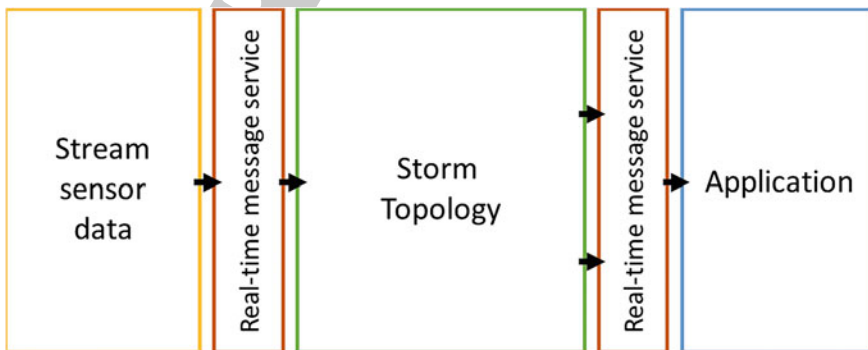 Stream
sensor
data
Real-time message service
Storm
Topology
Real-time message service
Application